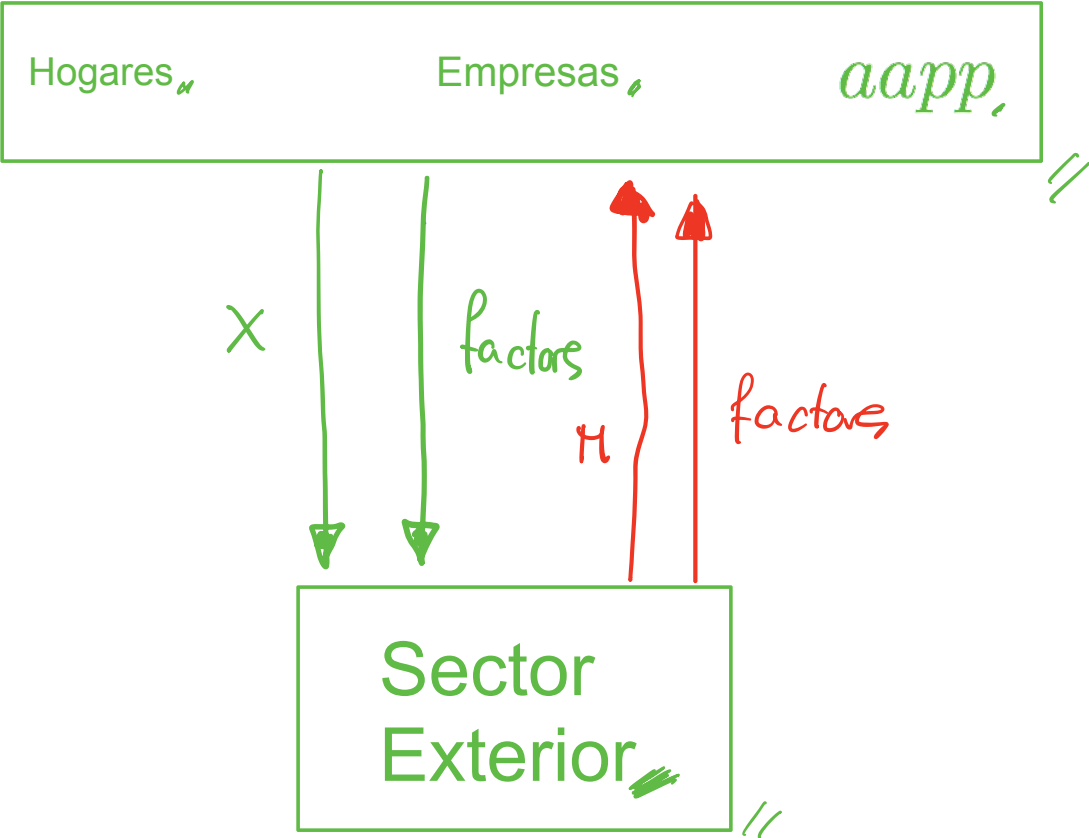 Hogares
Empresas
aapp
X
factores
M
factores
Sector
Exterior